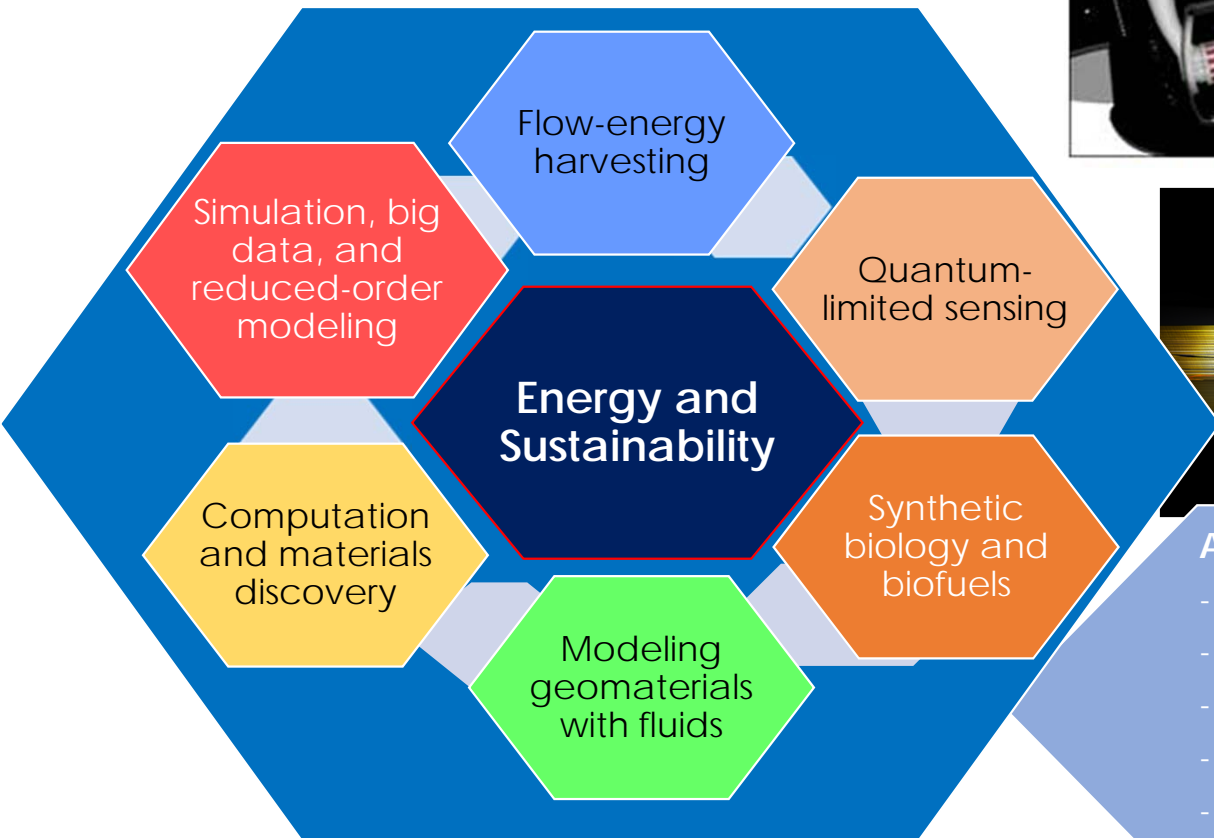 Flow-energy
harvesting
Simulation, big
data, and
reduced-order
modeling
Quantum-
limited sensing
Energy and
Sustainability
Computation
and materials
discovery
Synthetic
biology and
biofuels
Modeling
geomaterials
with fluids
A
-
-
-
-
-